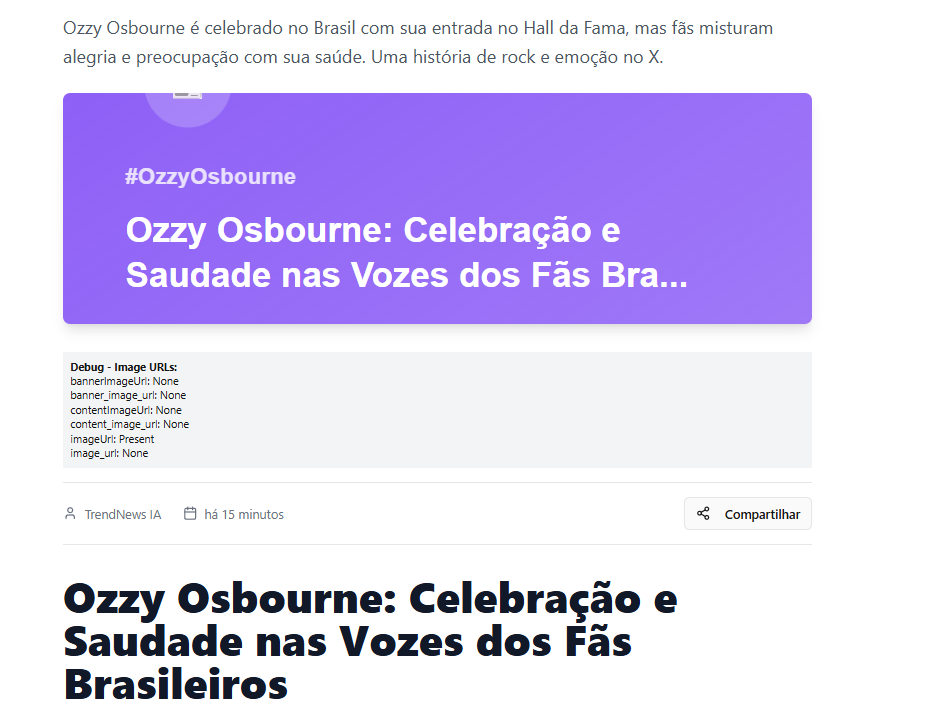 Ozzy Osbourne é celebrado no Brasil com sua entrada no Hall da Fama, mas fãs misturam
alegria e preocupação com sua saúde. Uma história de rock e emoção no X.
#OzzyOsbourne
Ozzy Osbourne: Celebração e
Saudade nas Vozes dos Fãs Bra...
Debug - Image URLs:
bannerImageUrl: None
banner_image_url: None
contentImageUrl: None
content_image_url: None
imageUrl: Present
image_url: None
TrendNews IA há 15 minutos Compartilhar
Ozzy Osbourne: Celebração e
Saudade nas Vozes dos Fãs
Brasileiros